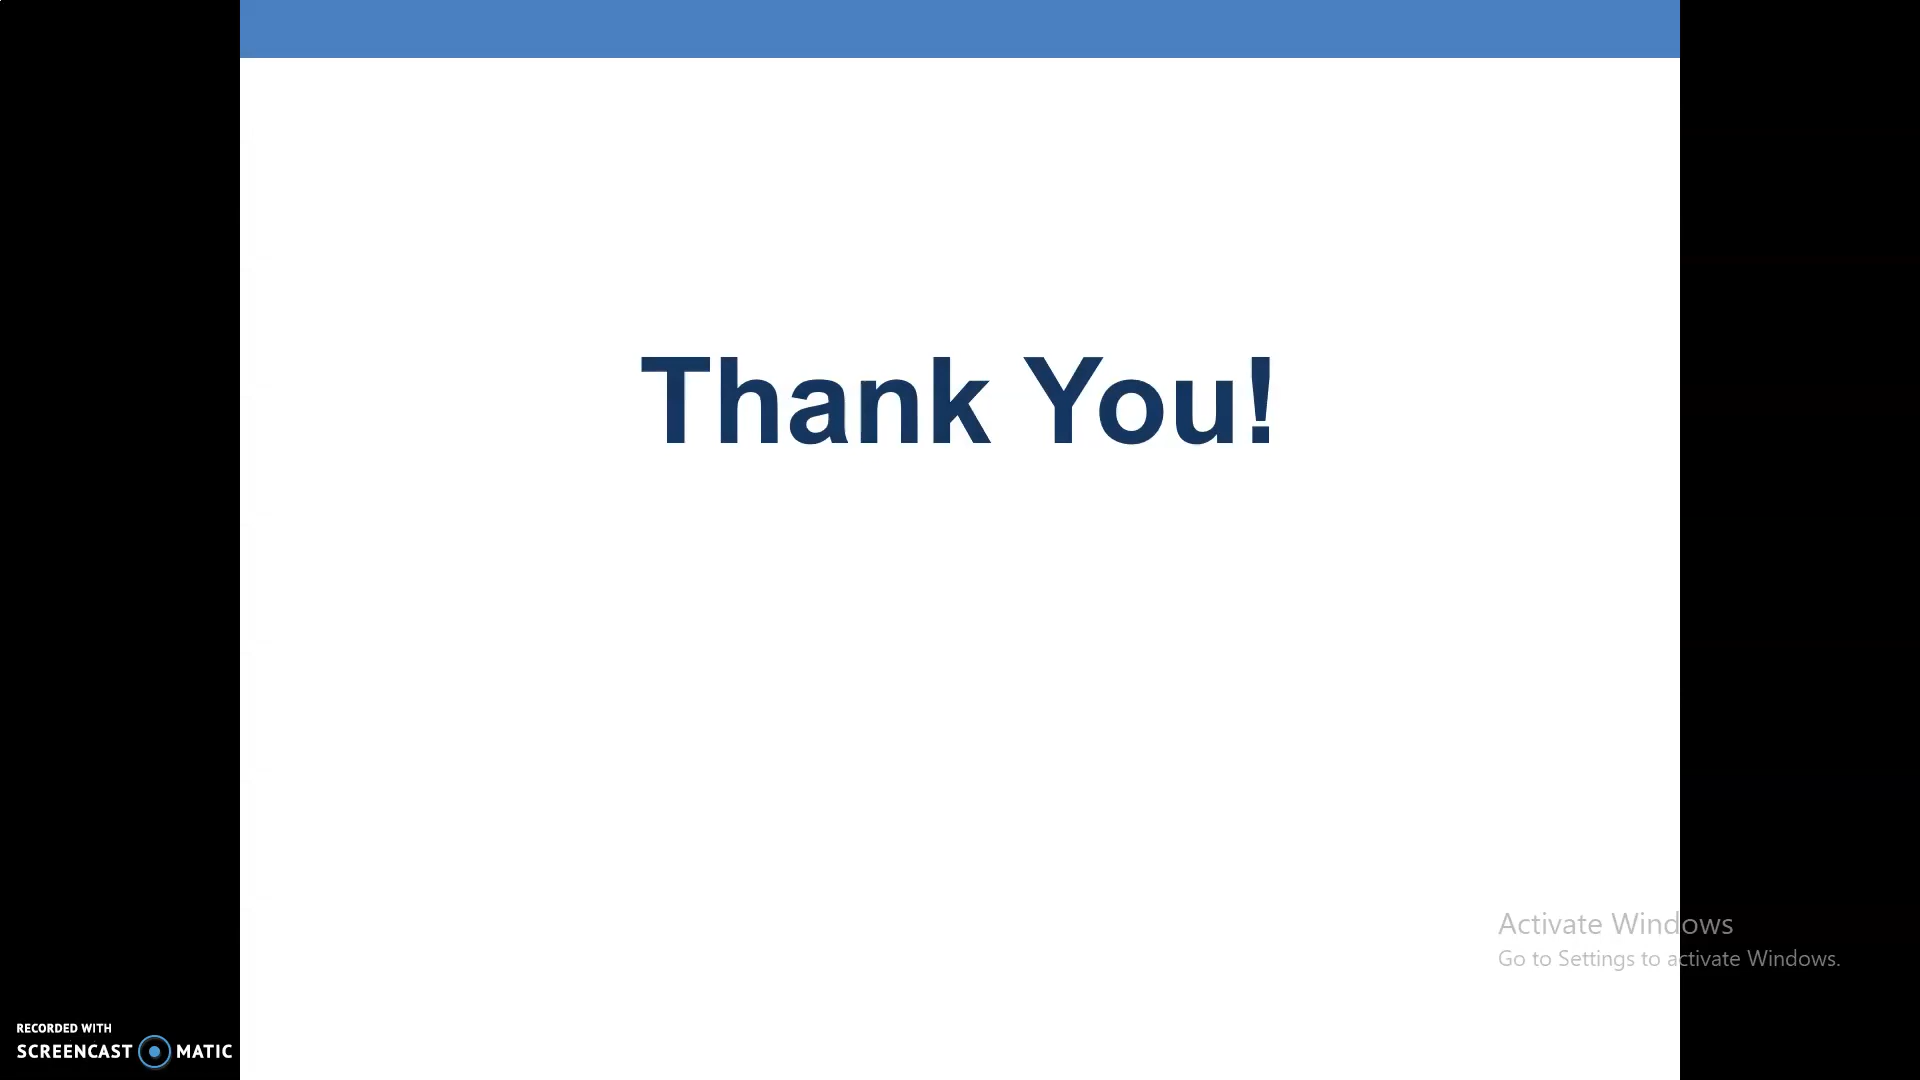 Thank You!
Activate Windows
Go to Settings to activate Windows.
RECORDED WITH
SCREENCAST MATIC